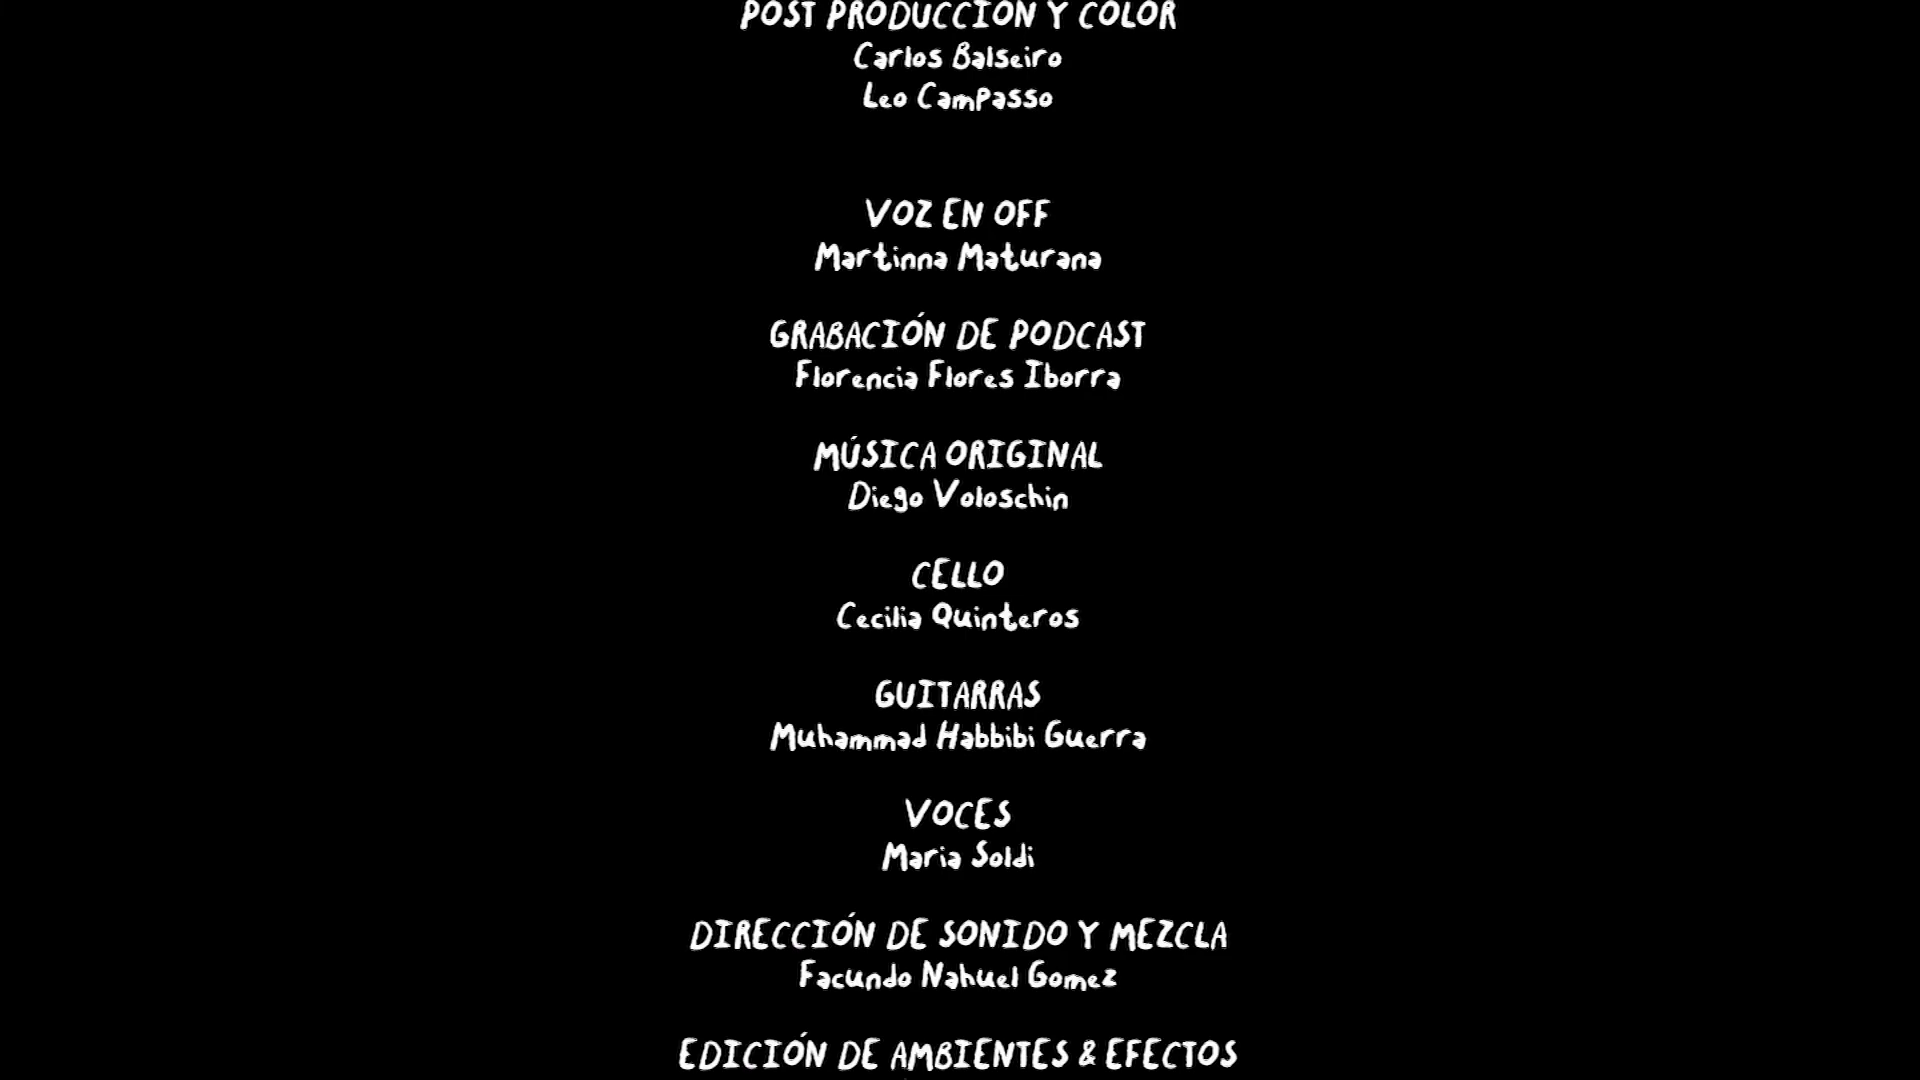 POST PRODUCCIÓN Y COLOR
Carlos Balseiro
Leo Campasso
VOZ EN OFF
Martinna Maturana
GRABACIÓN DE PODCAST
Florencia Flores Iborra
MÚSICA ORIGINAL
Diego Voloschin
CELLO
Cecilia Quinteros
GUITARRAS
Muhammad Habbibi Guerra
VOCES
Maria Soldi
DIRECCIÓN DE SONIDO Y MEZCLA
Facundo Nahuel Gomez
EDICIÓN DE AMBIENTES & EFECTOS